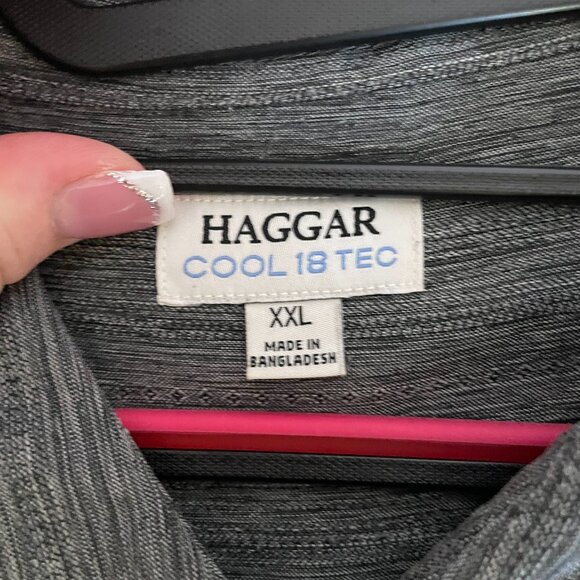 HAGGAR
COOL 18 TEC
XXL
MADE IN
BANGLADESH